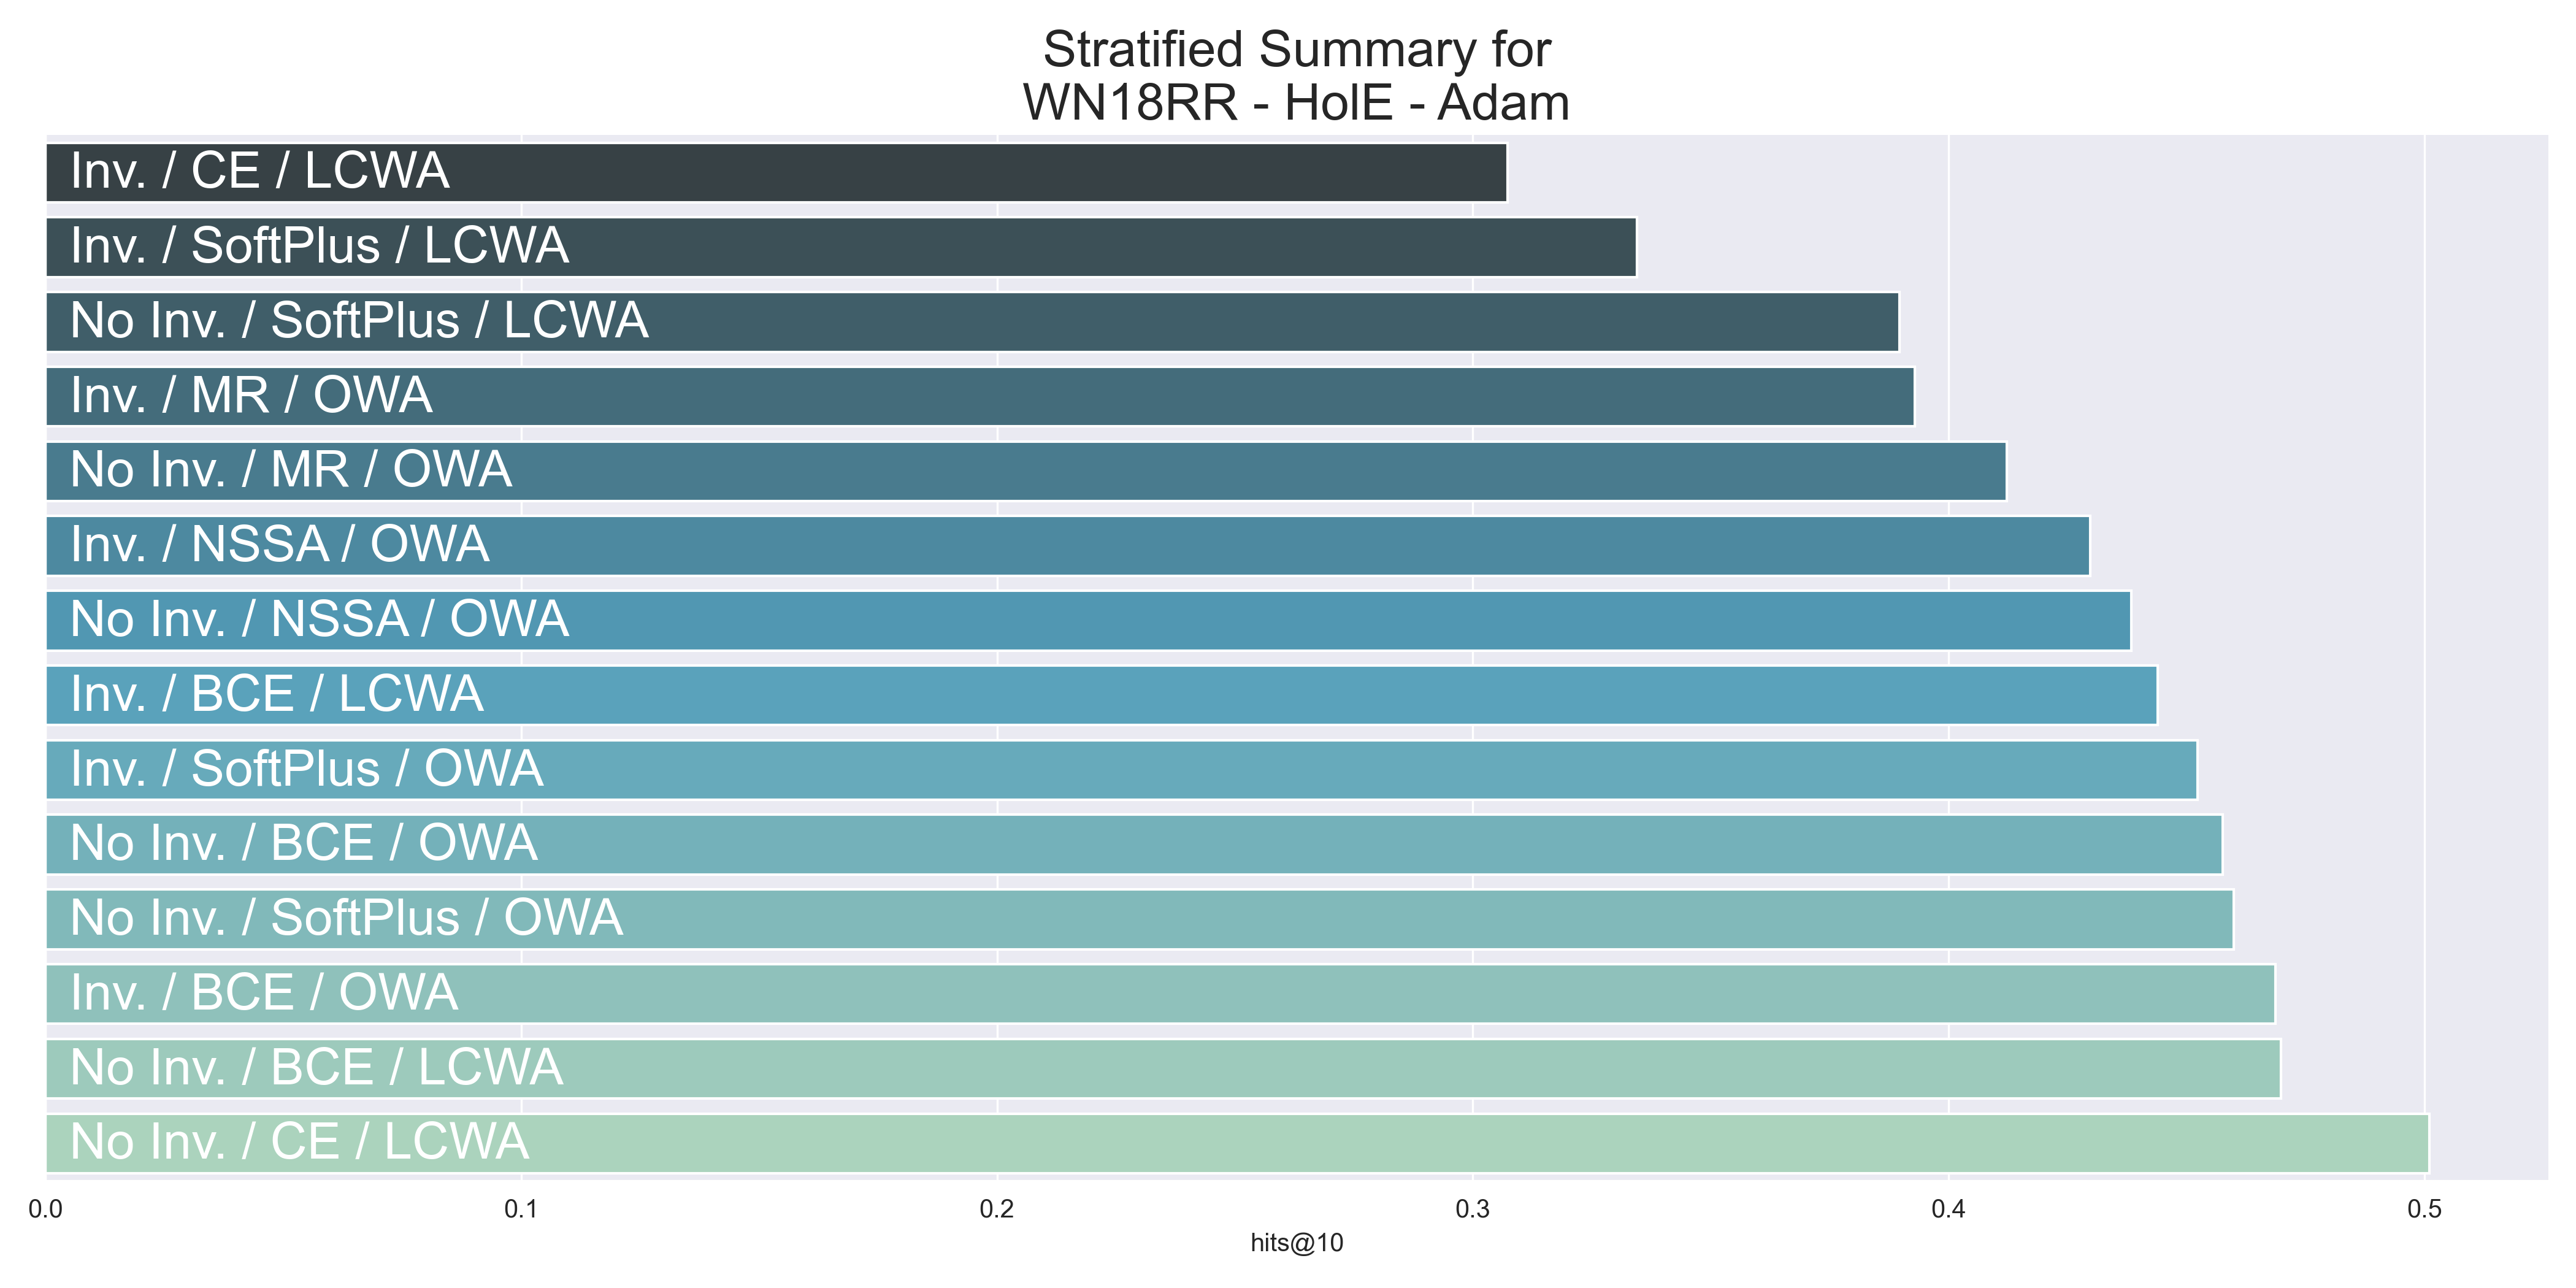 Stratified Summary for
WN18RR - HolE - Adam
Inv. / CE / LCWA
Inv. / SoftPlus / LCWA
No Inv. / SoftPlus / LCWA
Inv. / MR / OWA
No Inv. / MR / OWA
Inv. / NSSA / OWA
No Inv. / NSSA / OWA
Inv. / BCE / LCWA
Inv. / SoftPlus / OWA
No Inv. / BCE / OWA
No Inv. / SoftPlus / OWA
Inv. / BCE / OWA
No Inv. / BCE / LCWA
No Inv. / CE / LCWA
0.0 0.1 0.2 0.3 0.4 0.5
hits@10